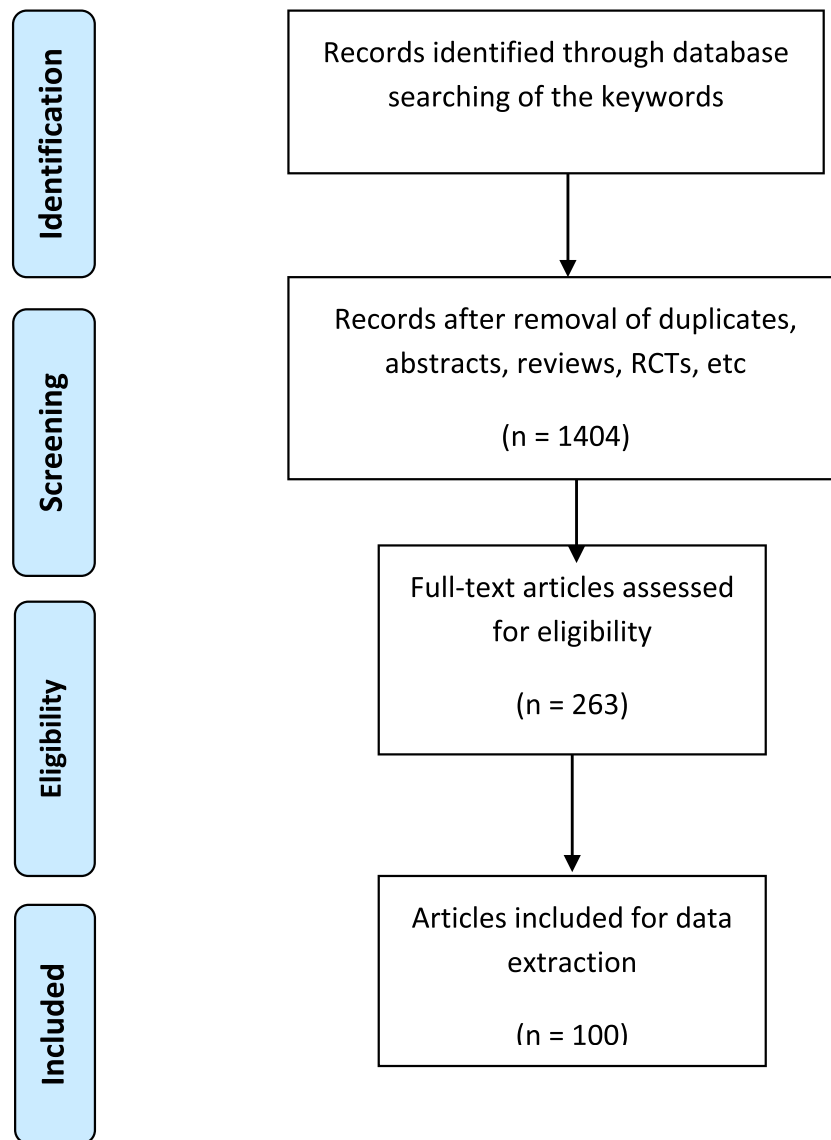 Identification
Records identified through database
searching of the keywords
Screening
Records after removal of duplicates,
abstracts, reviews, RCTs, etc
(n = 1404)
Eligibility
Full-text articles assessed
for eligibility
(n = 263)
Included
Articles included for data
extraction
(n = 100)